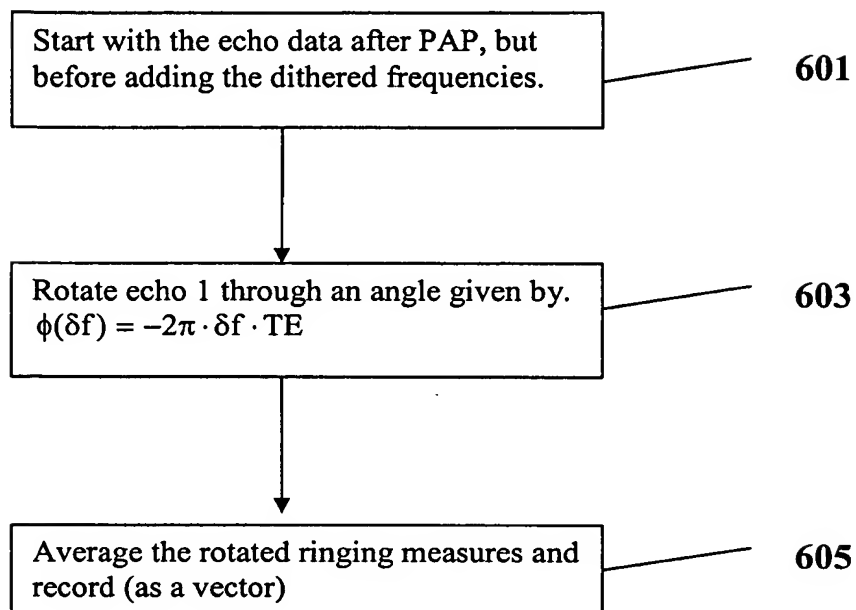 Start with the echo data after PAP, but
before adding the dithered frequencies.
601
Rotate echo 1 through an angle given by.
ϕ(δf) = −2π · δf · TE
603
Average the rotated ringing measures and
record (as a vector)
605